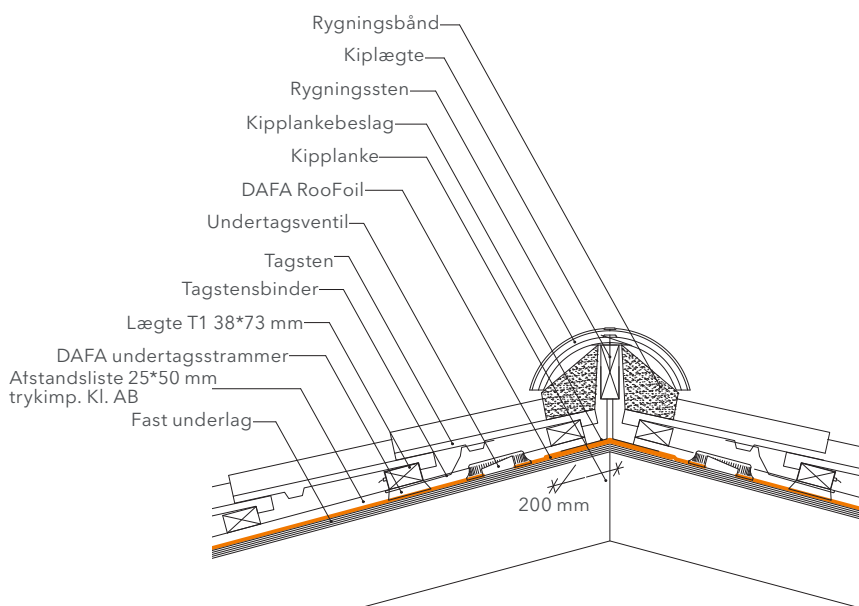 Rygningsbånd
Kiplægte
Rygningssten
Kipplankebeslag
Kipplanke
DAFA RooFoil
Undertagsventil
Tagsten
Tagstensbinder
Lægte T1 38*73 mm
DAFA undertagsstrammer
Afstandsliste 25*50 mm
trykimp. Kl. AB
Fast underlag
200 mm